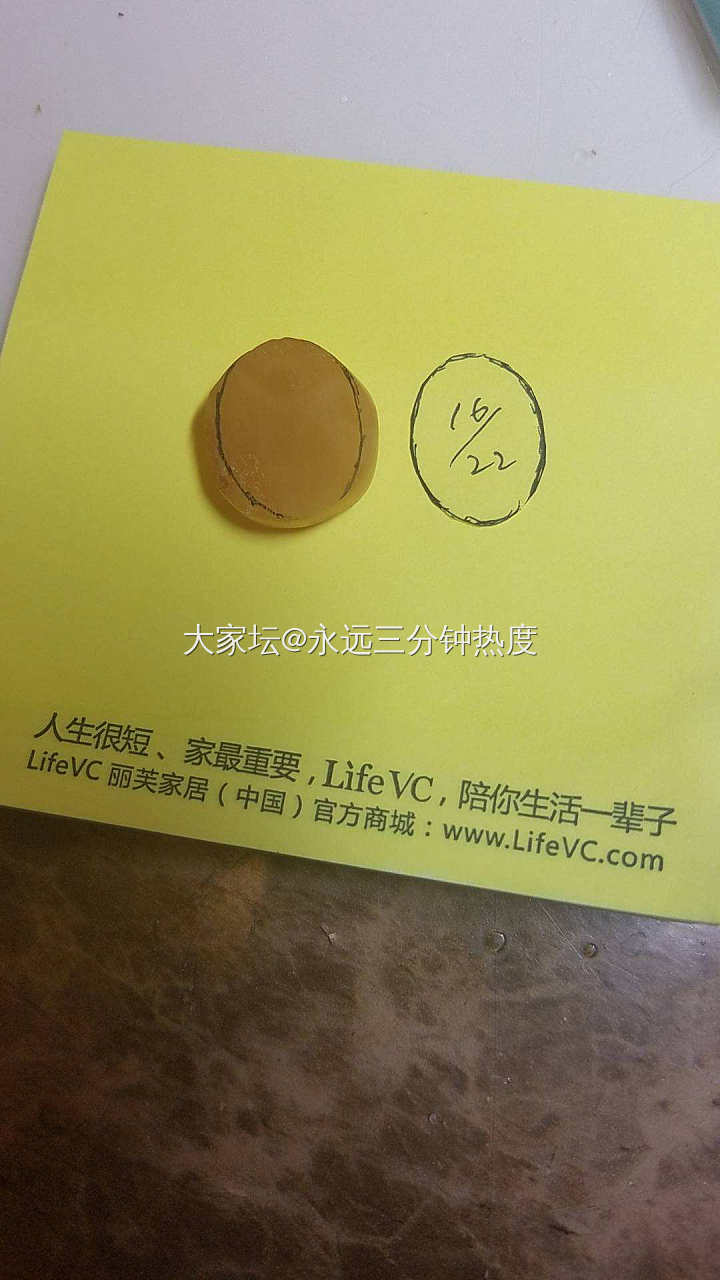 16/
22
大家坛@永远三分钟热度
人生很短、家最重要,LifeVC,陪你生活一辈子
LifeVC 丽芙家居(中国)官方商城:www.LifeVC.com